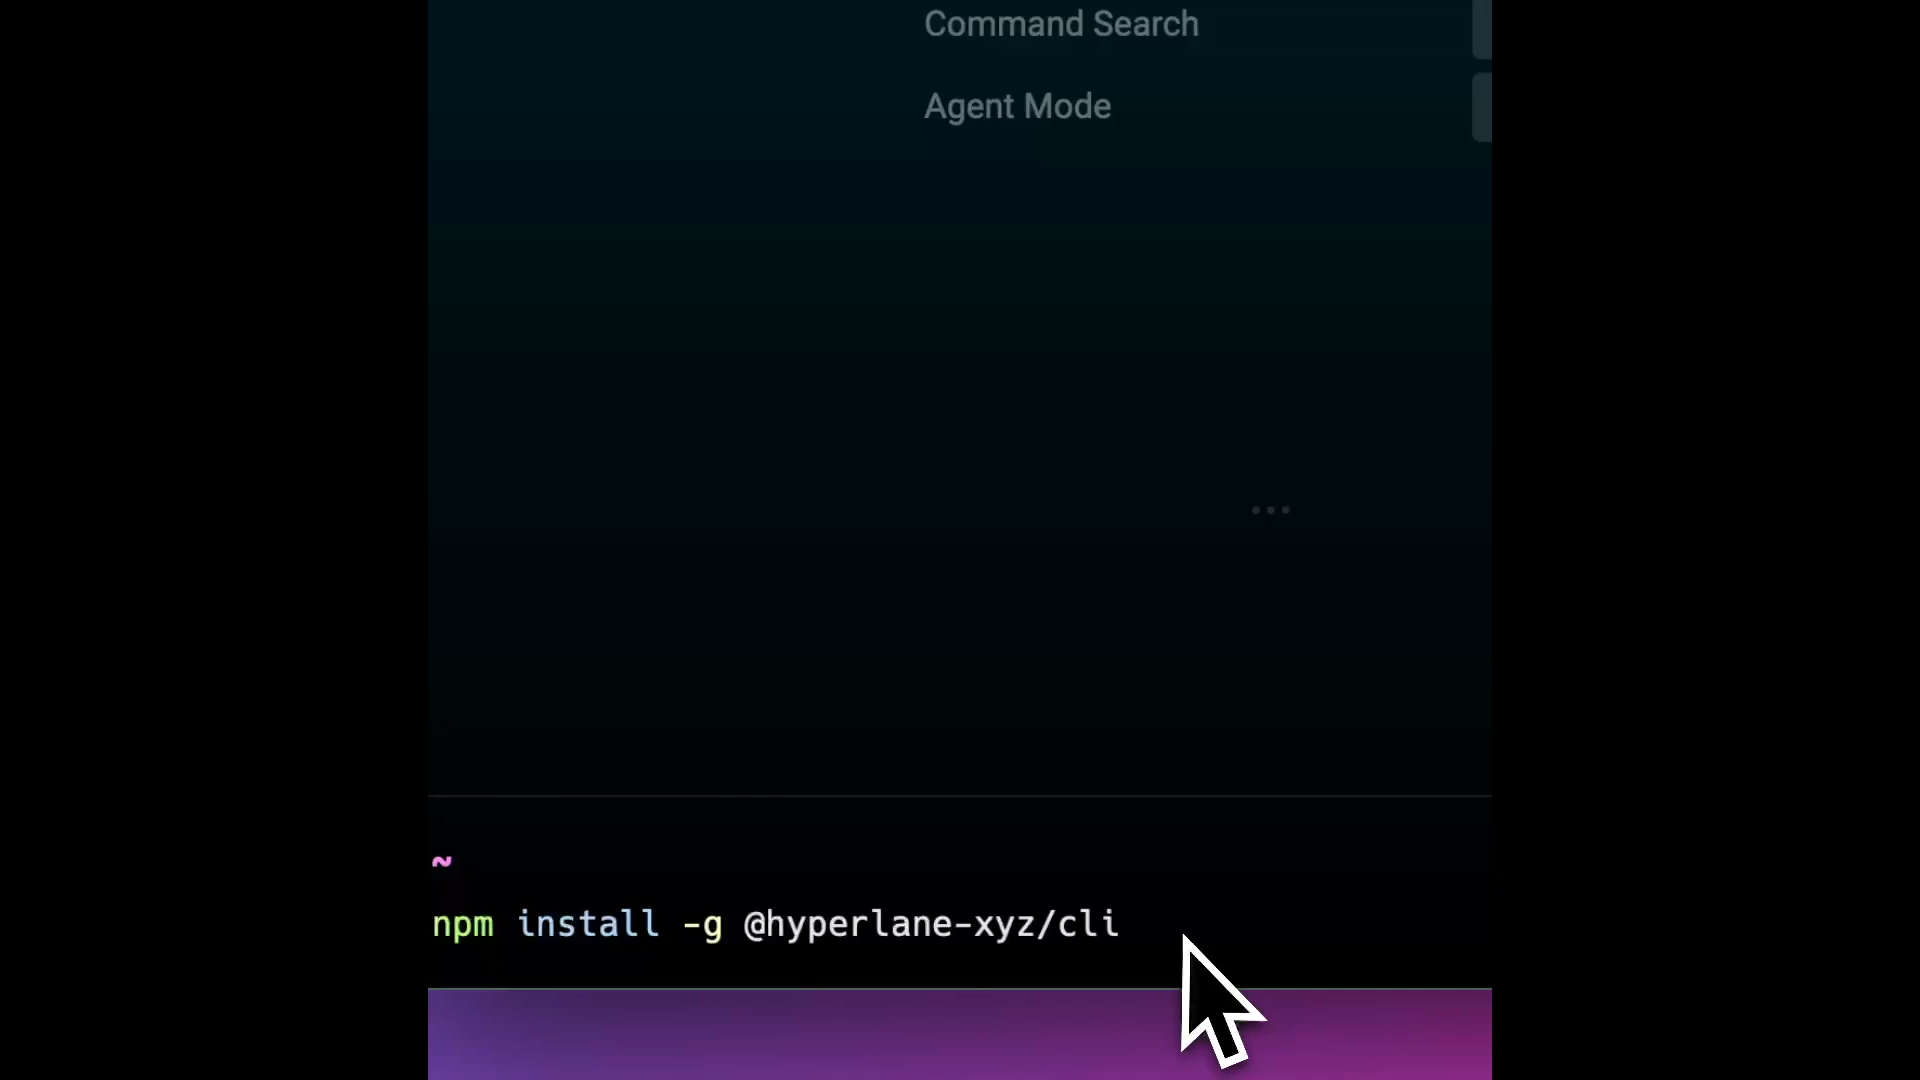 Command Search
Agent Mode
~
npm install -g @hyperlane-xyz/cli